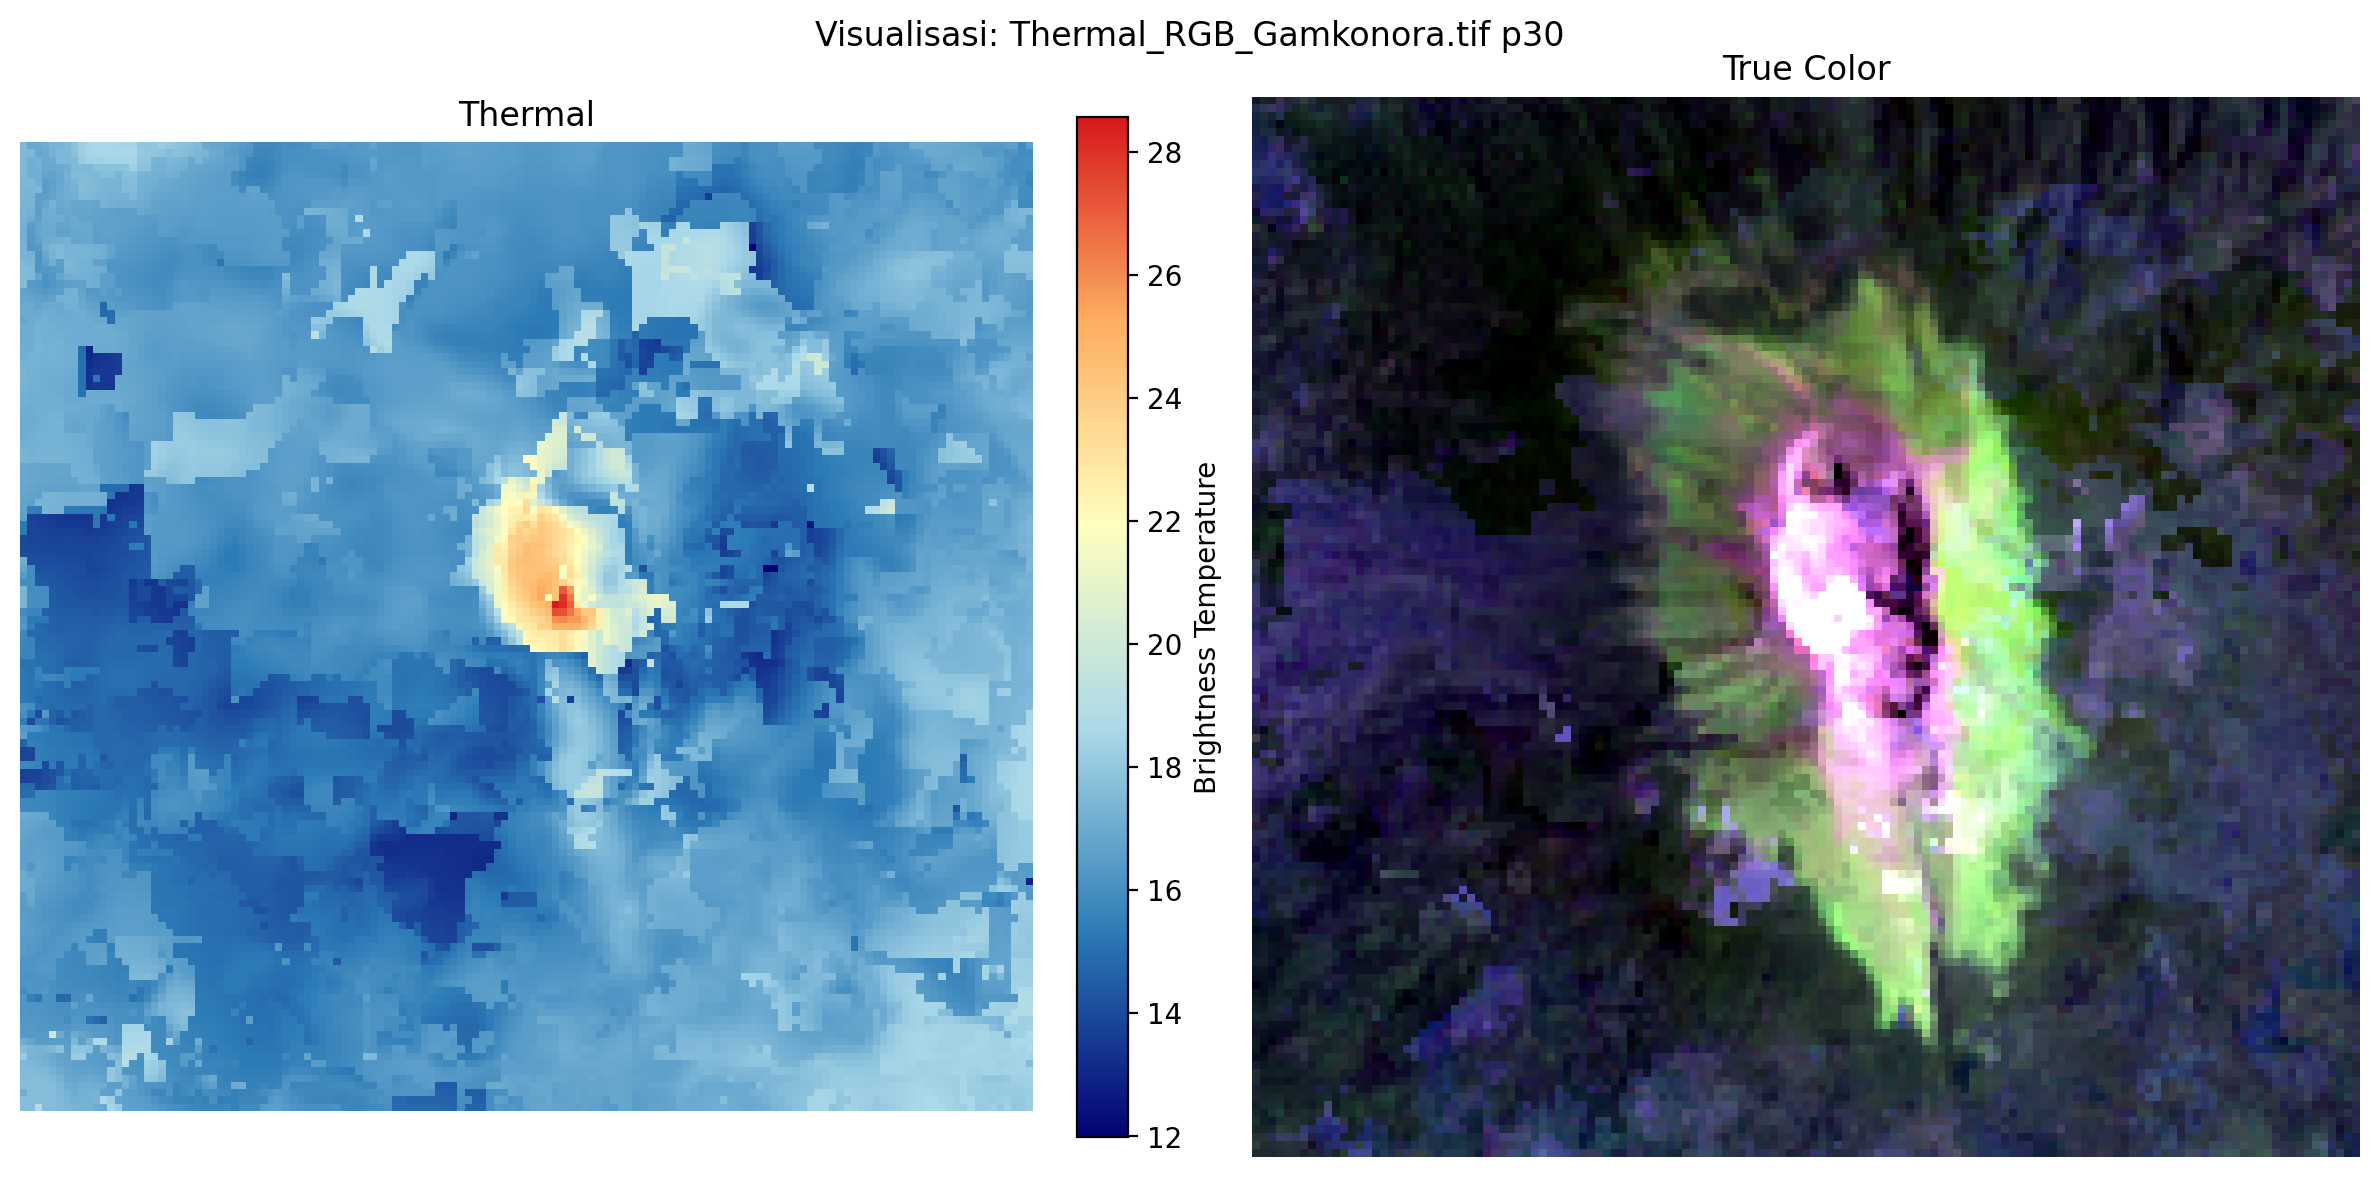 Visualisasi: Thermal_RGB_Gamkonora.tif p30
Thermal
True Color
28
26
24
22
20
18
16
14
12
Brightness Temperature